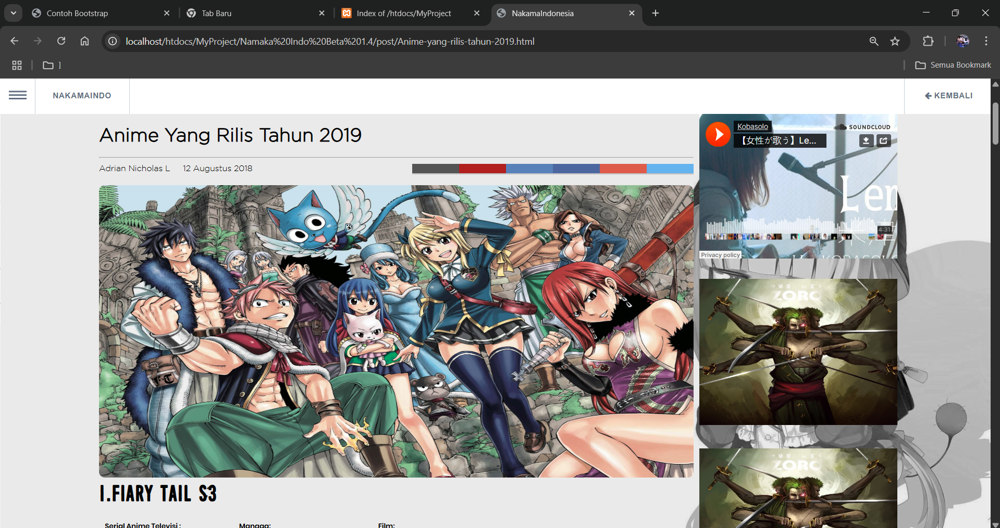 Contoh Bootstrap
Tab Baru
Index of /htdocs/MyProject
NakamaIndonesia
localhost/htdocs/MyProject/Namaka%20Indo%20Beta%201.4/post/Anime-yang-rilis-tahun-2019.html
]
Semua Bookmark
NAKAMAINDO
KEMBALI
Anime Yang Rilis Tahun 2019
Adrian Nicholas L 12 Augustus 2018
Kobasolo
SOUNDCLOUD
【女性が歌う】Le...
Len
4:31
Privacy policy
KOBASOLO
ZORO
FT
ZORO
1.FIARY TAIL S3
Serial Anime Televisi :
Mangga:
Film: